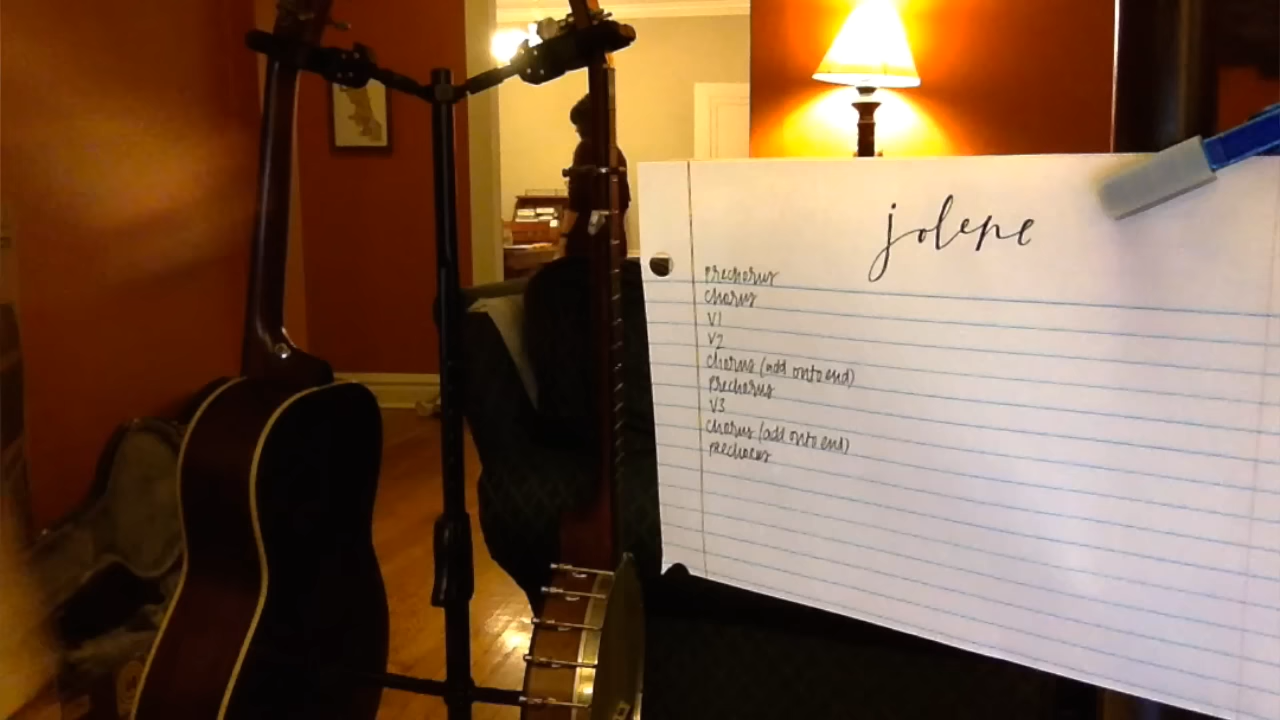 jolene
prechorus
chorus
V1
V2
chorus (add onto end)
prechorus
V3
chorus (add onto end)
prechorus